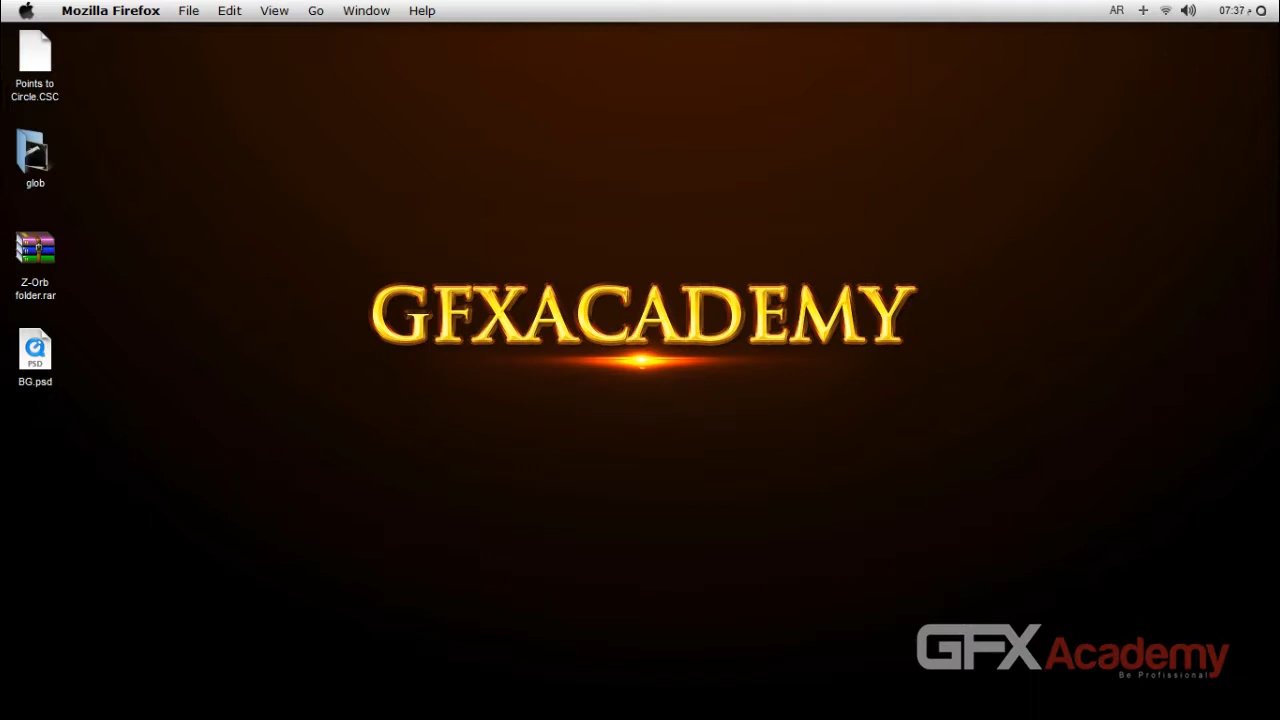 Mozilla Firefox File Edit View Go Window Help AR 07:37 م
Points to
Circle.CSC
glob
Z-Orb
folder.rar
PSD
BG.psd
GFXACADEMY
GFX Academy
Be Profissional